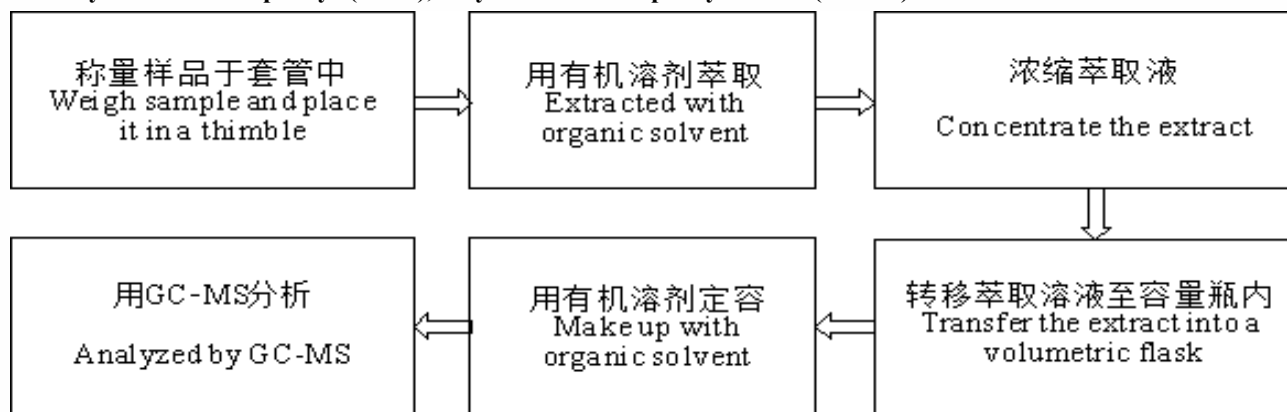 称量样品于套管中
Weigh sample and place
it in a thimble
用有机溶剂萃取
Extracted with
organic solvent
浓缩萃取液
Concentrate the extract
转移萃取溶液至容量瓶内
Transfer the extract into a
volumetric flask
用有机溶剂定容
Make up with
organic solvent
用GC-MS分析
Analyzed by GC-MS